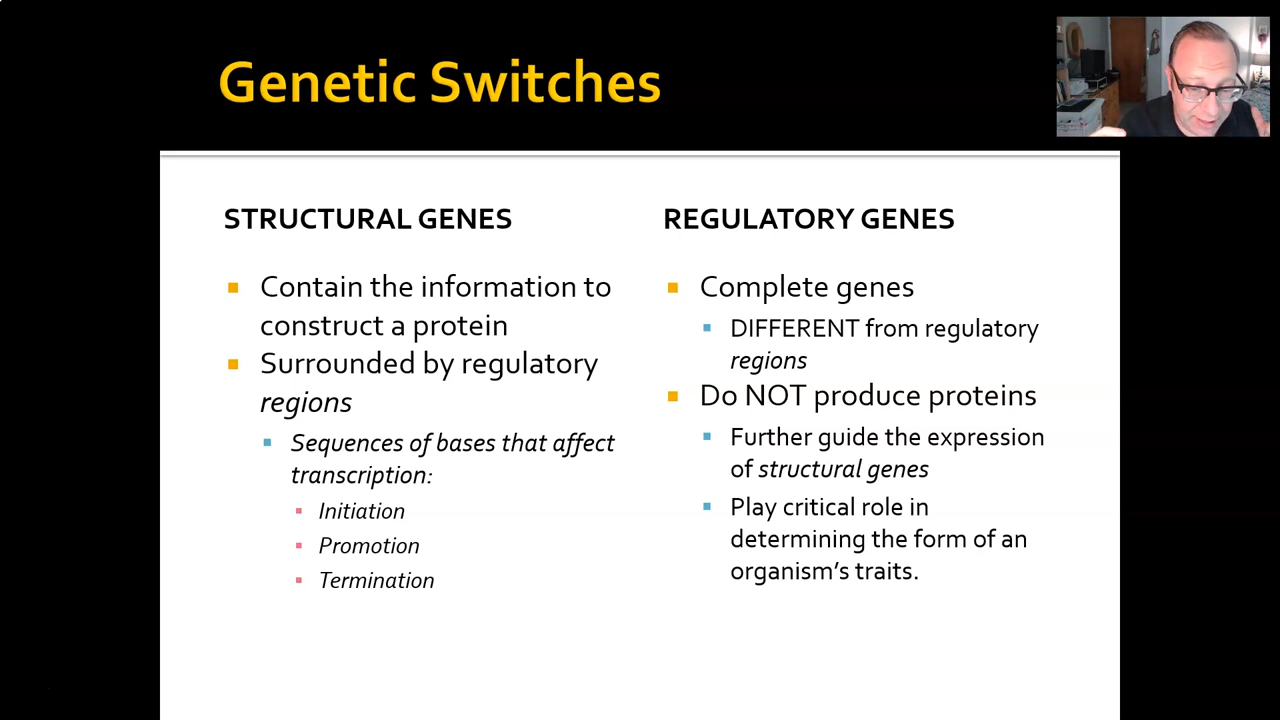 Genetic Switches
STRUCTURAL GENES
Contain the information to
construct a protein
Surrounded by regulatory
regions
Sequences of bases that affect
transcription:
Initiation
Promotion
Termination
REGULATORY GENES
Complete genes
DIFFERENT from regulatory
regions
Do NOT produce proteins
Further guide the expression
of structural genes
Play critical role in
determining the form of an
organism's traits.